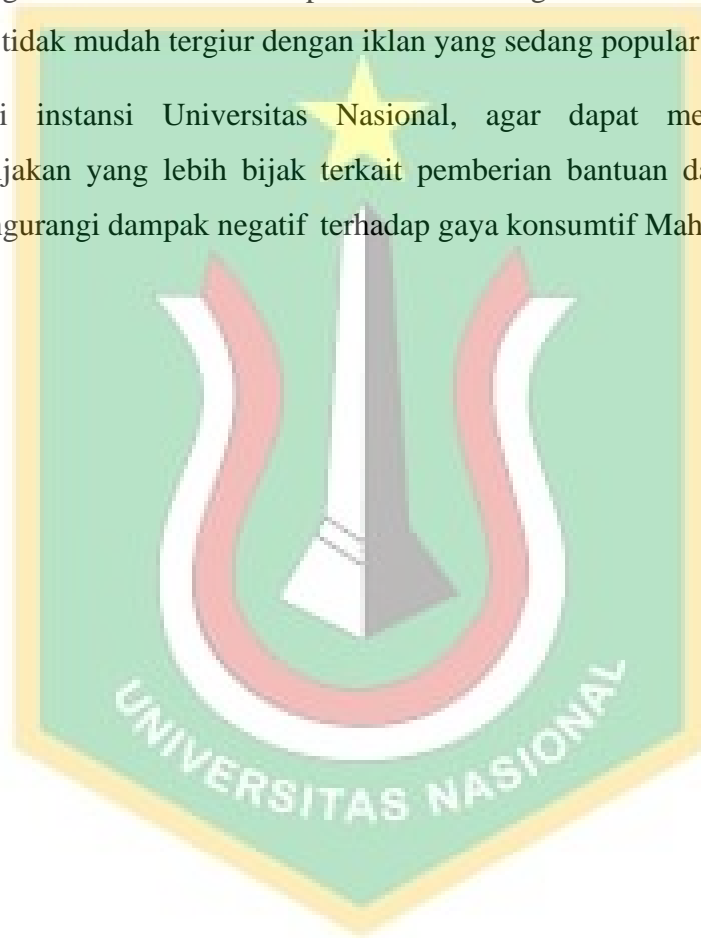 tidak mudah tergiur dengan iklan yang sedang popular
i instansi Universitas Nasional, agar dapat me
jakan yang lebih bijak terkait pemberian bantuan da
ngurangi dampak negatif terhadap gaya konsumtif Mah
UNIVERSITAS NASIONAL